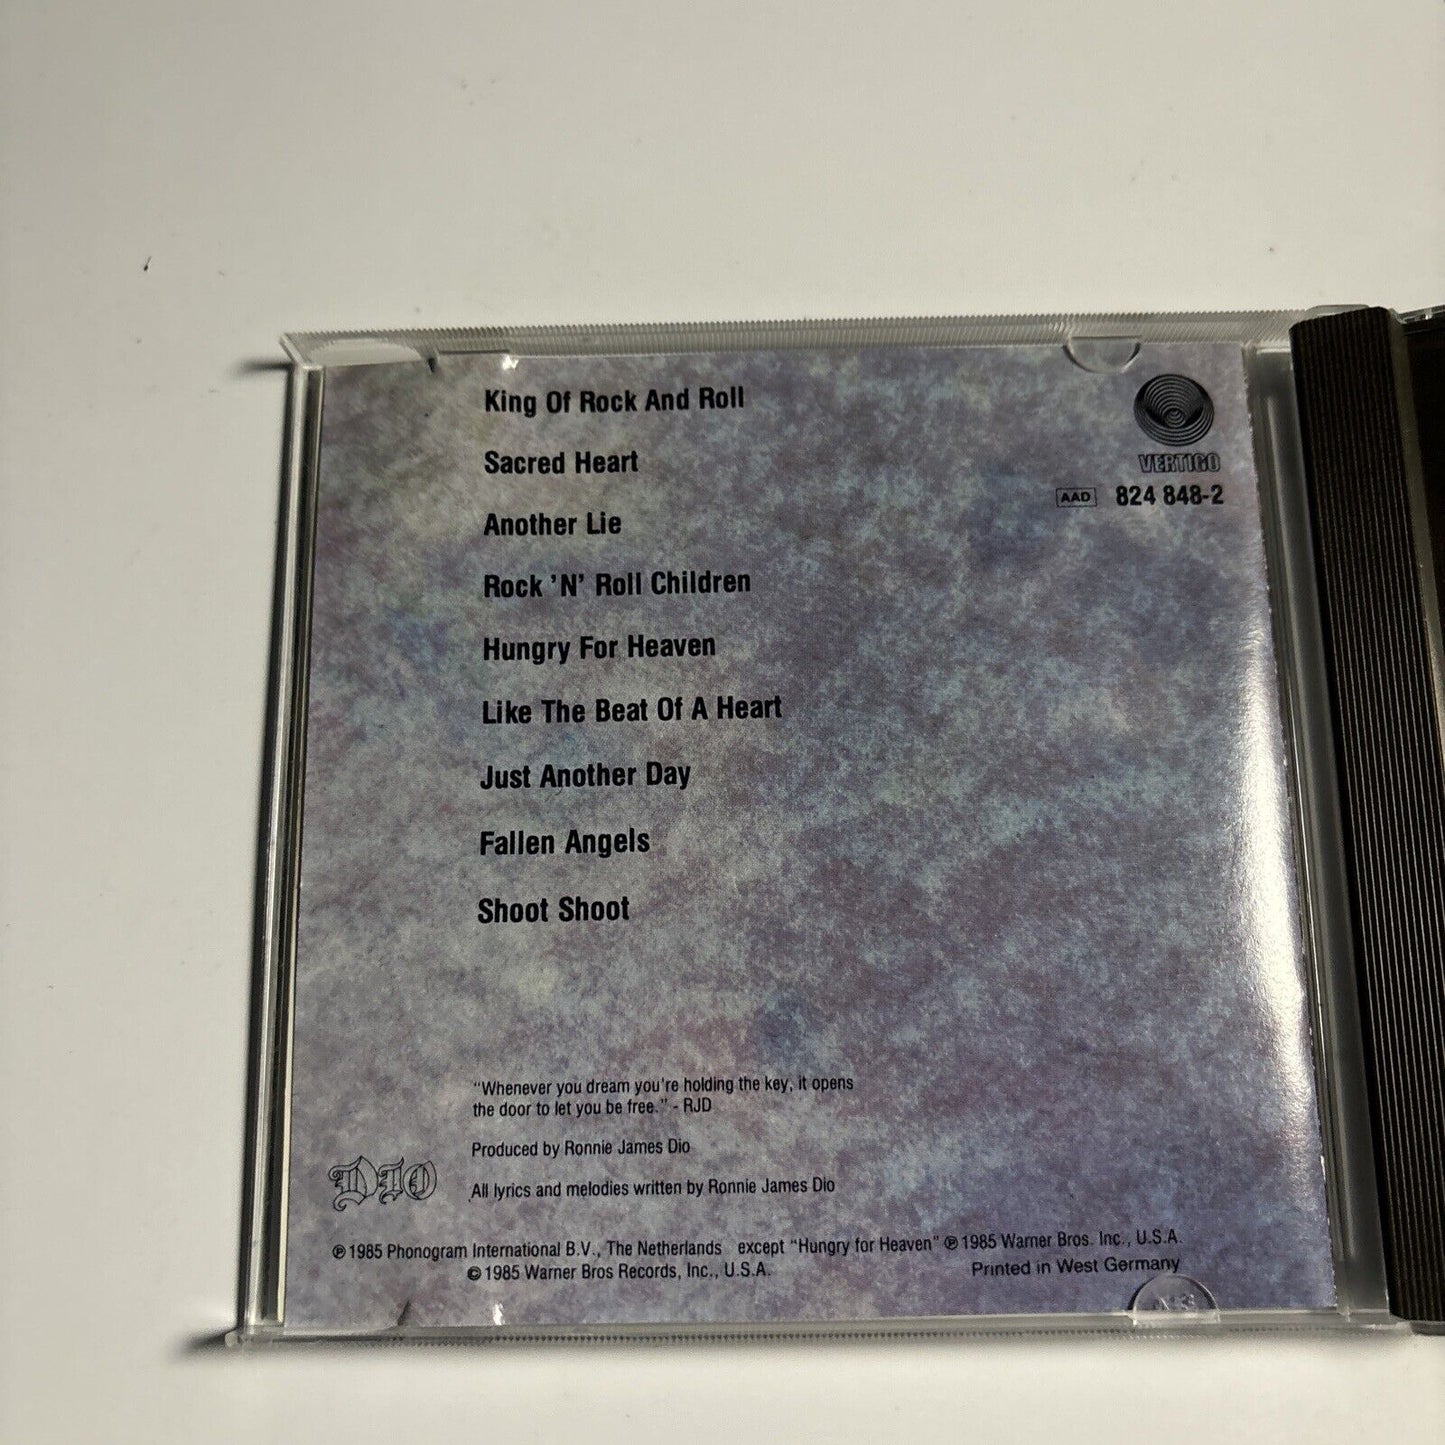 King Of Rock And Roll
VERTIGO
Sacred Heart
AAD 824 848-2
Another Lie
Rock 'N' Roll Children
Hungry For Heaven
Like The Beat Of A Heart
Just Another Day
Fallen Angels
Shoot Shoot
"Whenever you dream you're holding the key, it opens
the door to let you be free." - RJD
Produced by Ronnie James Dio
DIO
All lyrics and melodies written by Ronnie James Dio
℗ 1985 Phonogram International B.V., The Netherlands except "Hungry for Heaven" ℗ 1985 Warner Bros. Inc., U.S.A.
© 1985 Warner Bros Records, Inc., U.S.A.
Printed in West Germany